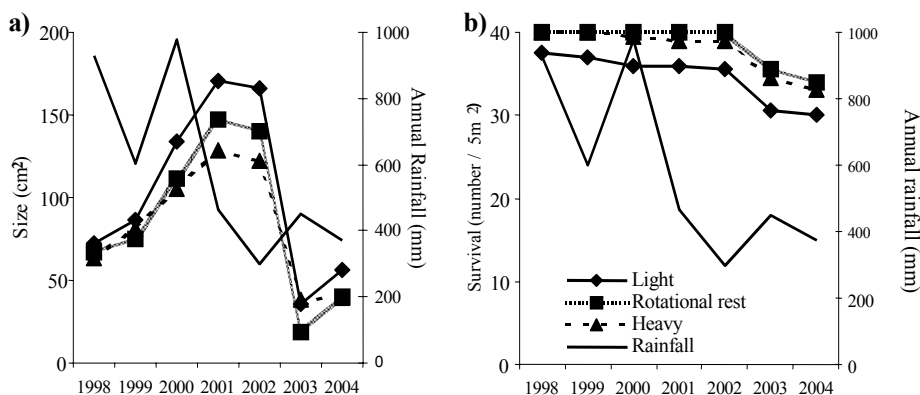 a)
200
150
100
50
0
Size (cm²)
1000
800
600
400
200
0
Annual Rainfall (mm)
1998 1999 2000 2001 2002 2003 2004
b)
40
30
20
10
0
Survival (number / 5m2)
1000
800
600
400
200
0
Annual rainfall (mm)
Light
Rotational rest
Heavy
Rainfall
1998 1999 2000 2001 2002 2003 2004